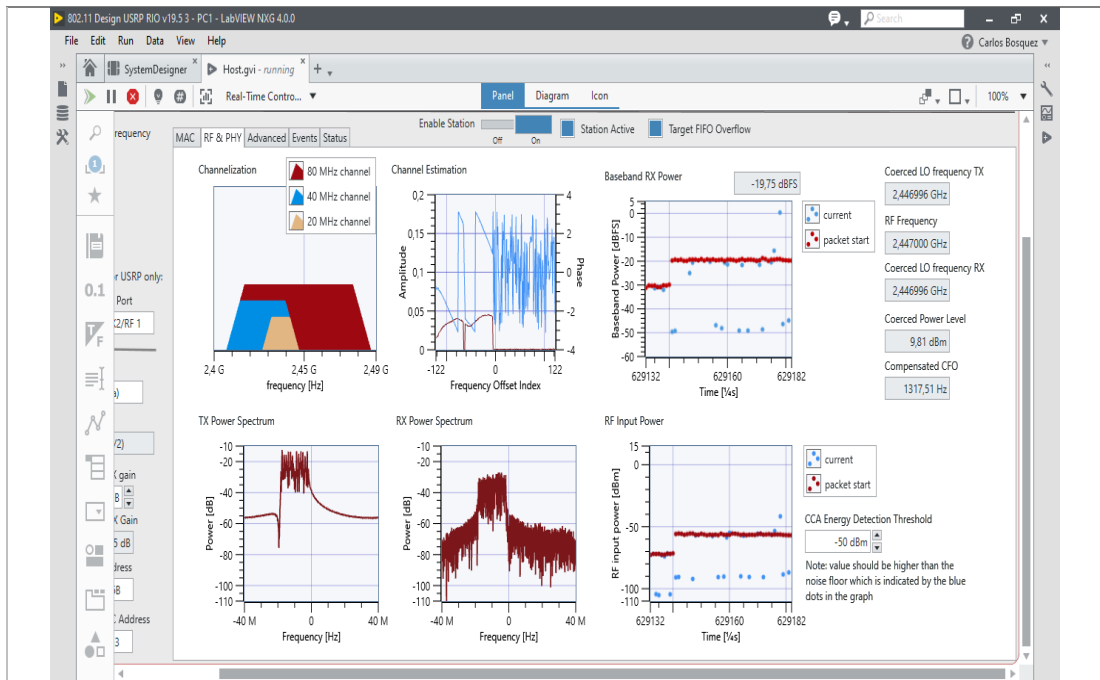 802.11 Design USRP RIO v19.5 3 - PC1 - LabVIEW NXG 4.0.0
Search
File Edit Run Data View Help
Carlos Bosquez
SystemDesigner
Host.gvi - running
Real-Time Contro...
Panel Diagram Icon
100%
requency
MAC RF & PHY Advanced Events Status
Enable Station
Off On
Station Active
Target FIFO Overflow
Channelization
80 MHz channel
40 MHz channel
20 MHz channel
2,4 G 2,45 G 2,49 G
frequency [Hz]
Channel Estimation
Amplitude
0,2
0,15
0,1
0,05
0
Phase
4
2
0
-2
-4
-122 0 122
Frequency Offset Index
Baseband RX Power
-19,75 dBFS
Baseband Power [dBFS]
5
0
-10
-20
-30
-40
-50
-60
629132 629160 629182
Time [¼s]
current
packet start
Coerced LO frequency TX
2,446996 GHz
RF Frequency
2,447000 GHz
Coerced LO frequency RX
2,446996 GHz
Coerced Power Level
9,81 dBm
Compensated CFO
1317,51 Hz
or USRP only:
Port
X2/RF 1
0.1
T/F
a)
/2)
X gain
B
X Gain
5 dB
dress
6B
C Address
3
TX Power Spectrum
Power [dB]
-10
-20
-40
-60
-80
-100
-110
-40 M 0 40 M
Frequency [Hz]
RX Power Spectrum
Power [dB]
-10
-20
-40
-60
-80
-100
-110
-40 M 0 40 M
Frequency [Hz]
RF Input Power
RF input power [dBm]
15
0
-50
-100
-110
629132 629160 629182
Time [¼s]
current
packet start
CCA Energy Detection Threshold
-50 dBm
Note: value should be higher than the
noise floor which is indicated by the blue
dots in the graph